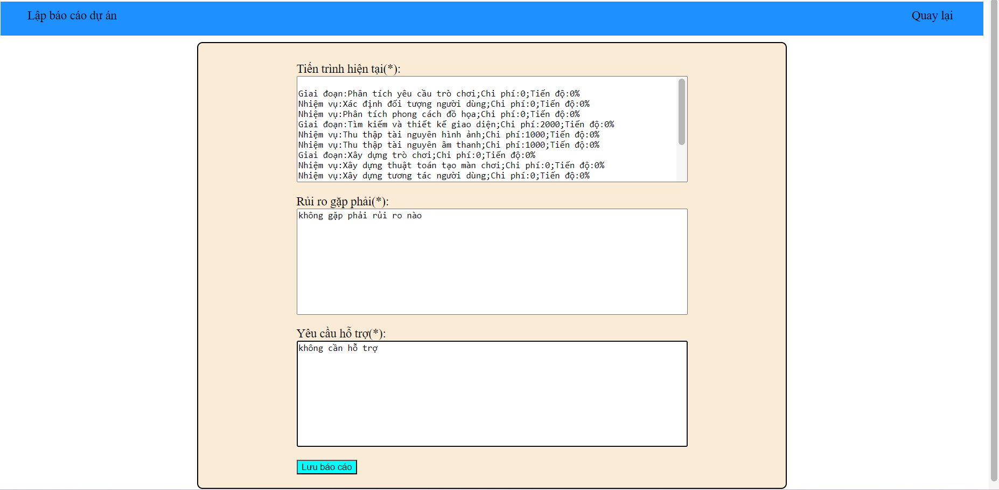 Lập báo cáo dự án
Quay lại
Tiến trình hiện tại(*):
Giai đoạn:Phân tích yêu cầu trò chơi;Chi phí:0;Tiến độ:0%
Nhiệm vụ:Xác định đối tượng người dùng;Chi phí:0;Tiến độ:0%
Nhiệm vụ:Phân tích phong cách đồ họa;Chi phí:0;Tiến độ:0%
Giai đoạn:Tìm kiếm và thiết kế giao diện;Chi phí:2000;Tiến độ:0%
Nhiệm vụ:Thu thập tài nguyên hình ảnh;Chi phí:1000;Tiến độ:0%
Nhiệm vụ:Thu thập tài nguyên âm thanh;Chi phí:1000;Tiến độ:0%
Giai đoạn:Xây dựng trò chơi;Chi phí:0;Tiến độ:0%
Nhiệm vụ:Xây dựng thuật toán tạo màn chơi;Chi phí:0;Tiến độ:0%
Nhiệm vụ:Xây dựng tương tác người dùng;Chi phí:0;Tiến độ:0%
Rủi ro gặp phải(*):
không gặp phải rủi ro nào
Yêu cầu hỗ trợ(*):
không cần hỗ trợ
Lưu báo cáo